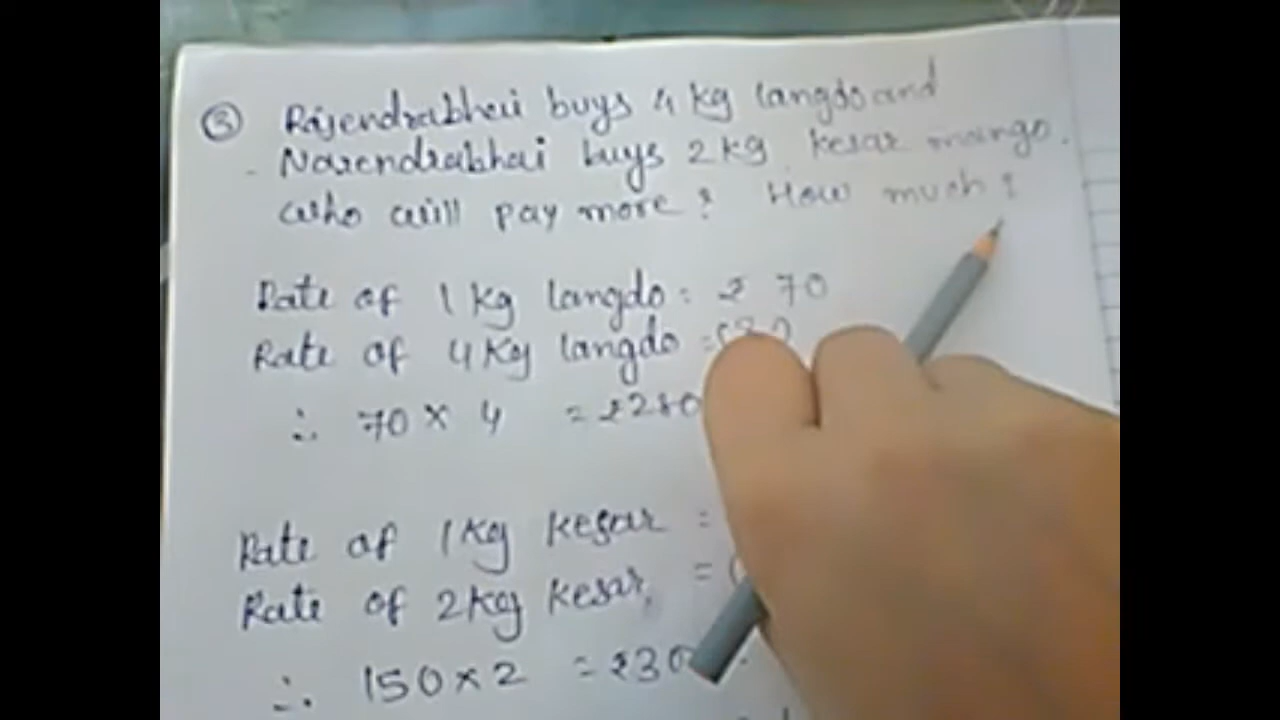 ③ Rajendrabhai buys 4 kg langdo and
Narendrabhai buys 2 kg kesar mango.
Who will pay more? How much?
Rate of 1 kg langdo: ₹ 70
Rate of 4 Kg langdo =
∴ 70 × 4 = ₹280
Rate of 1 Kg kesar =
Rate of 2 kg kesar =
∴ 150 × 2 = ₹30